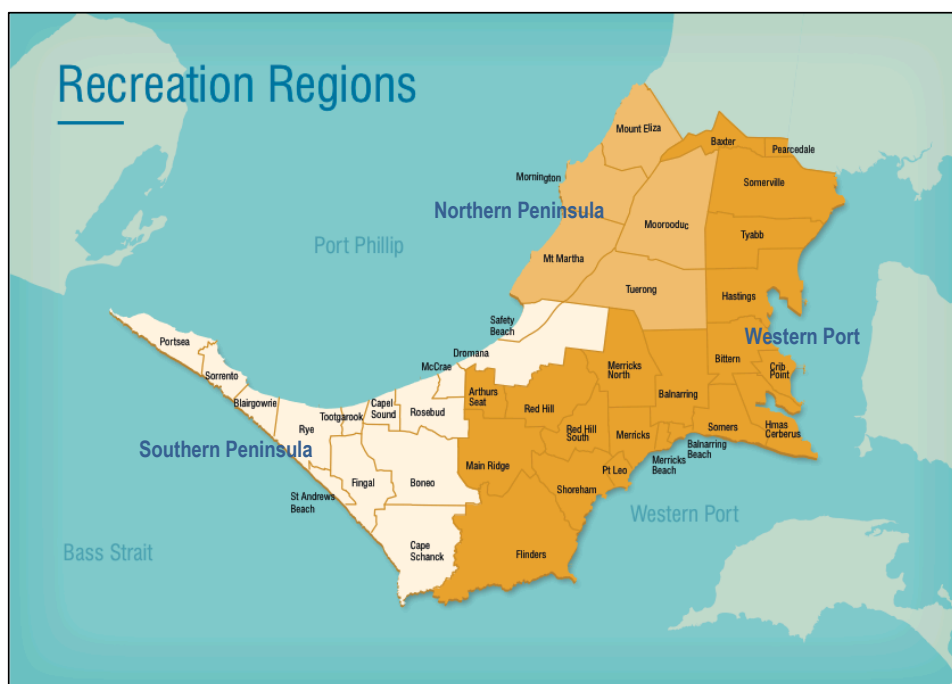 Recreation Regions
Mount Eliza
Baxter
Pearcedale
Mornington
Somerville
Northern Peninsula
Moorooduc
Tyabb
Port Phillip
Mt Martha
Tuerong
Hastings
Safety
Beach
Western Port
Portsea
Dromana
Bittern
McCrae
Merricks
North
Crib
Point
Sorrento
Arthurs
Seat
Balnarring
Blairgowrie
Tootgarook
Capel
Sound
Rosebud
Red Hill
Rye
Red Hill
South
Merricks
Somers
Hmas
Cerberus
Southern Peninsula
Balnarring
Beach
Merricks
Beach
Main Ridge
Pt Leo
Fingal
Boneo
Shoreham
St Andrews
Beach
Western Port
Bass Strait
Cape
Schanck
Flinders